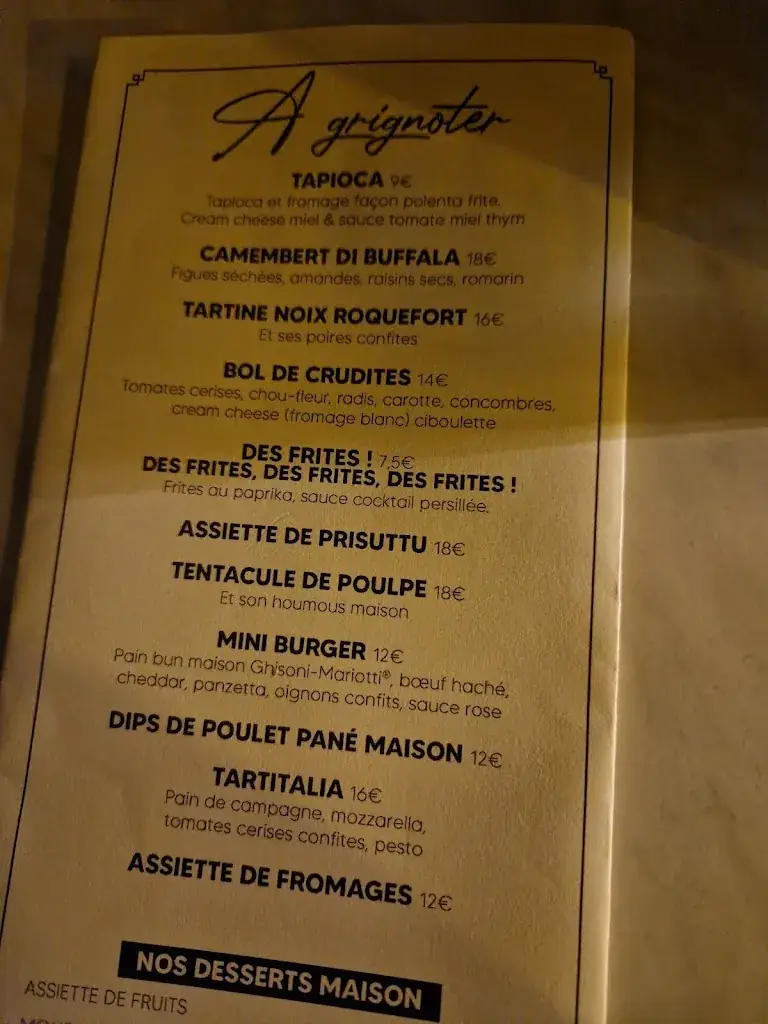 A grignoter
TAPIOCA 9€
Tapioca et fromage façon polenta frite.
Cream cheese miel & sauce tomate miel thym
CAMEMBERT DI BUFFALA 18€
Figues séchées, amandes, raisins secs, romarin
TARTINE NOIX ROQUEFORT 16€
Et ses poires confites
BOL DE CRUDITES 14€
Tomates cerises, chou-fleur, radis, carotte, concombres,
cream cheese (fromage blanc) ciboulette
DES FRITES ! 7,5€
DES FRITES, DES FRITES, DES FRITES !
Frites au paprika, sauce cocktail persillée.
ASSIETTE DE PRISUTTU 18€
TENTACULE DE POULPE 18€
Et son houmous maison
MINI BURGER 12€
Pain bun maison Ghisoni-Mariotti®, bœuf haché,
cheddar, panzetta, oignons confits, sauce rose
DIPS DE POULET PANÉ MAISON 12€
TARTITALIA 16€
Pain de campagne, mozzarella,
tomates cerises confites, pesto
ASSIETTE DE FROMAGES 12€
NOS DESSERTS MAISON
ASSIETTE DE FRUITS